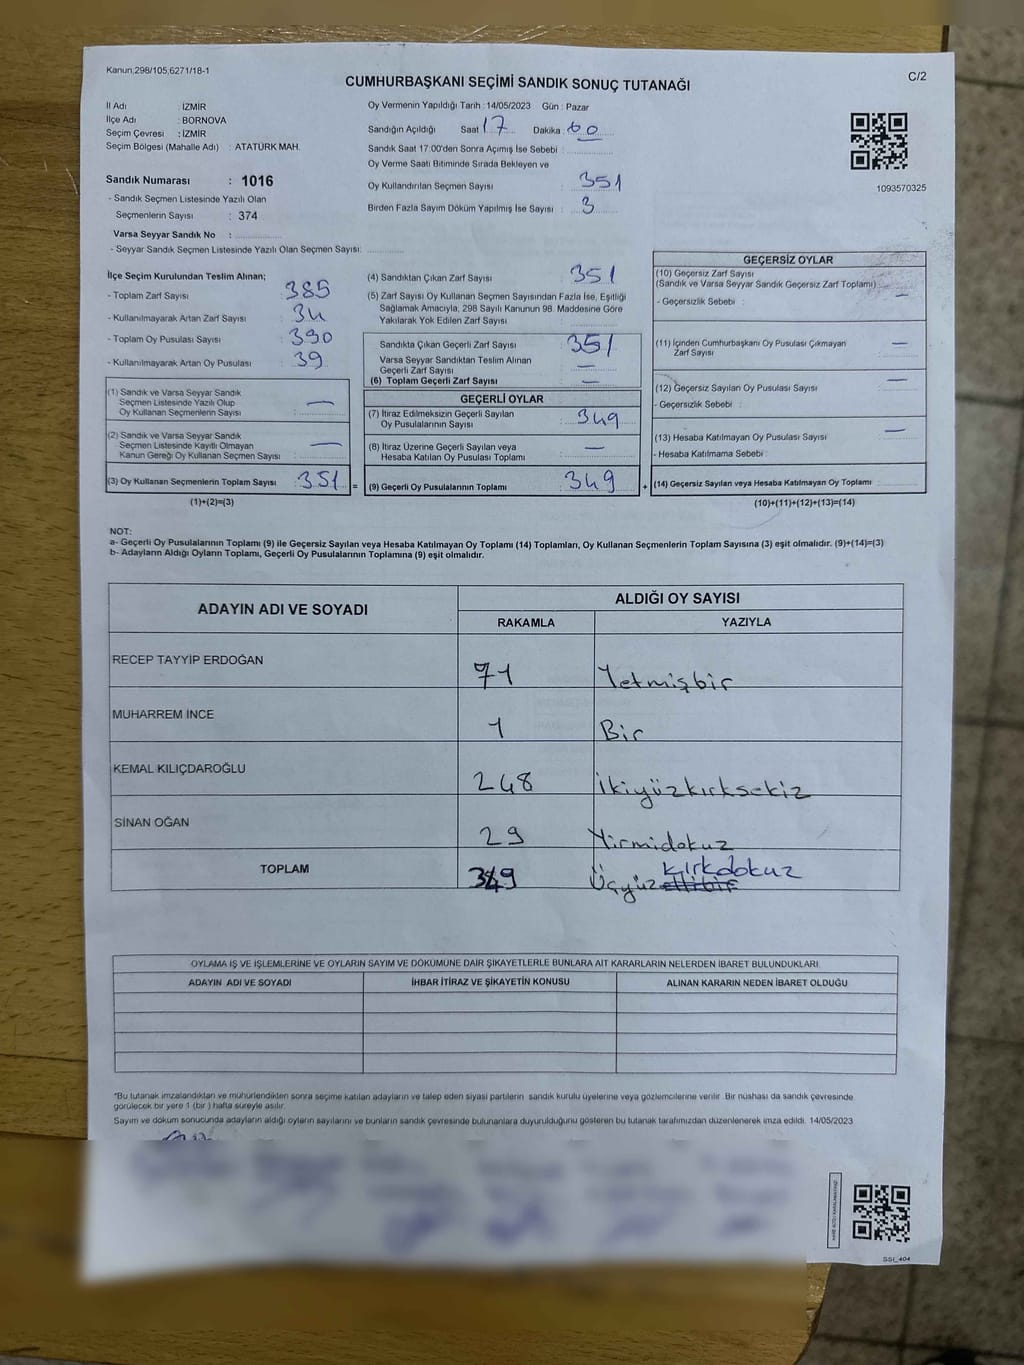 Kanun;298/105;6271/18-1
C/2
CUMHURBAŞKANI SEÇİMİ SANDIK SONUÇ TUTANAĞI
İl Adı : İZMİR
İlçe Adı : BORNOVA
Seçim Çevresi : İZMİR
Seçim Bölgesi (Mahalle Adı) : ATATÜRK MAH.
Oy Vermenin Yapıldığı Tarih : 14/05/2023 Gün : Pazar
Sandığın Açıldığı Saat 17 Dakika 60
Sandık Saat 17:00'den Sonra Açımış İse Sebebi :
Oy Verme Saati Bitiminde Sırada Bekleyen ve
Oy Kullandırılan Seçmen Sayısı 351
Birden Fazla Sayım Döküm Yapılmış İse Sayısı 3
1093570325
Sandık Numarası : 1016
- Sandık Seçmen Listesinde Yazılı Olan
Seçmenlerin Sayısı : 374
Varsa Seyyar Sandık No :
- Seyyar Sandık Seçmen Listesinde Yazılı Olan Seçmen Sayısı:
İlçe Seçim Kurulundan Teslim Alınan;
- Toplam Zarf Sayısı 385
- Kullanılmayarak Artan Zarf Sayısı 34
- Toplam Oy Pusulası Sayısı 390
- Kullanılmayarak Artan Oy Pusulası 39
(1) Sandık ve Varsa Seyyar Sandık
Seçmen Listesinde Yazılı Olup
Oy Kullanan Seçmenlerin Sayısı : —
(2) Sandık ve Varsa Seyyar Sandık
Seçmen Listesinde Kayıtlı Olmayan
Kanun Gereği Oy Kullanan Seçmen Sayısı : —
(3) Oy Kullanan Seçmenlerin Toplam Sayısı : 351 =
(1)+(2)=(3)
(4) Sandıktan Çıkan Zarf Sayısı 351
(5) Zarf Sayısı Oy Kullanan Seçmen Sayısından Fazla İse, Eşitliği
Sağlamak Amacıyla, 298 Sayılı Kanunun 98. Maddesine Göre
Yakılarak Yok Edilen Zarf Sayısı
Sandıkta Çıkan Geçerli Zarf Sayısı 351
Varsa Seyyar Sandıktan Teslim Alınan
Geçerli Zarf Sayısı —
(6) Toplam Geçerli Zarf Sayısı —
GEÇERLİ OYLAR
(7) İtiraz Edilmeksizin Geçerli Sayılan
Oy Pusulalarının Sayısı : 349
(8) İtiraz Üzerine Geçerli Sayılan veya
Hesaba Katılan Oy Pusulası Toplamı : —
(9) Geçerli Oy Pusulalarının Toplamı : 349 +
GEÇERSİZ OYLAR
(10) Geçersiz Zarf Sayısı
(Sandık ve Varsa Seyyar Sandık Geçersiz Zarf Toplamı) : —
- Geçersizlik Sebebi :
(11) İçinden Cumhurbaşkanı Oy Pusulası Çıkmayan
Zarf Sayısı : —
(12) Geçersiz Sayılan Oy Pusulası Sayısı : —
- Geçersizlik Sebebi :
(13) Hesaba Katılmayan Oy Pusulası Sayısı : —
- Hesaba Katılmama Sebebi :
(14) Geçersiz Sayılan veya Hesaba Katılmayan Oy Toplamı :
(10)+(11)+(12)+(13)=(14)
NOT:
a- Geçerli Oy Pusulalarının Toplamı (9) ile Geçersiz Sayılan veya Hesaba Katılmayan Oy Toplamı (14) Toplamları, Oy Kullanan Seçmenlerin Toplam Sayısına (3) eşit olmalıdır. (9)+(14)=(3)
b- Adayların Aldığı Oyların Toplamı, Geçerli Oy Pusulalarının Toplamına (9) eşit olmalıdır.
ADAYIN ADI VE SOYADI
ALDIĞI OY SAYISI
RAKAMLA YAZIYLA
RECEP TAYYİP ERDOĞAN 71 Yetmişbir
MUHARREM İNCE 1 Bir
KEMAL KILIÇDAROĞLU 248 İkiyüzkırksekiz
SİNAN OĞAN 29 Yirmidokuz
TOPLAM 349 Üçyüz ellibir kırkdokuz
OYLAMA İŞ VE İŞLEMLERİNE VE OYLARIN SAYIM VE DÖKÜMÜNE DAİR ŞİKAYETLERLE BUNLARA AİT KARARLARIN NELERDEN İBARET BULUNDUKLARI
ADAYIN ADI VE SOYADI İHBAR İTİRAZ VE ŞİKAYETİN KONUSU ALINAN KARARIN NEDEN İBARET OLDUĞU
*Bu tutanak imzalandıktan ve mühürlendikten sonra seçime katılan adayların ve talep eden siyasi partilerin sandık kurulu üyelerine veya gözlemcilerine verilir. Bir nüshası da sandık çevresinde
görülecek bir yere 1 (bir ) hafta süreyle asılır.
Sayım ve döküm sonucunda adayların aldığı oyların sayılarını ve bunların sandık çevresinde bulunanlara duyurulduğunu gösteren bu tutanak tarafımızdan düzenlenerek imza edildi. 14/05/2023
SSI_404